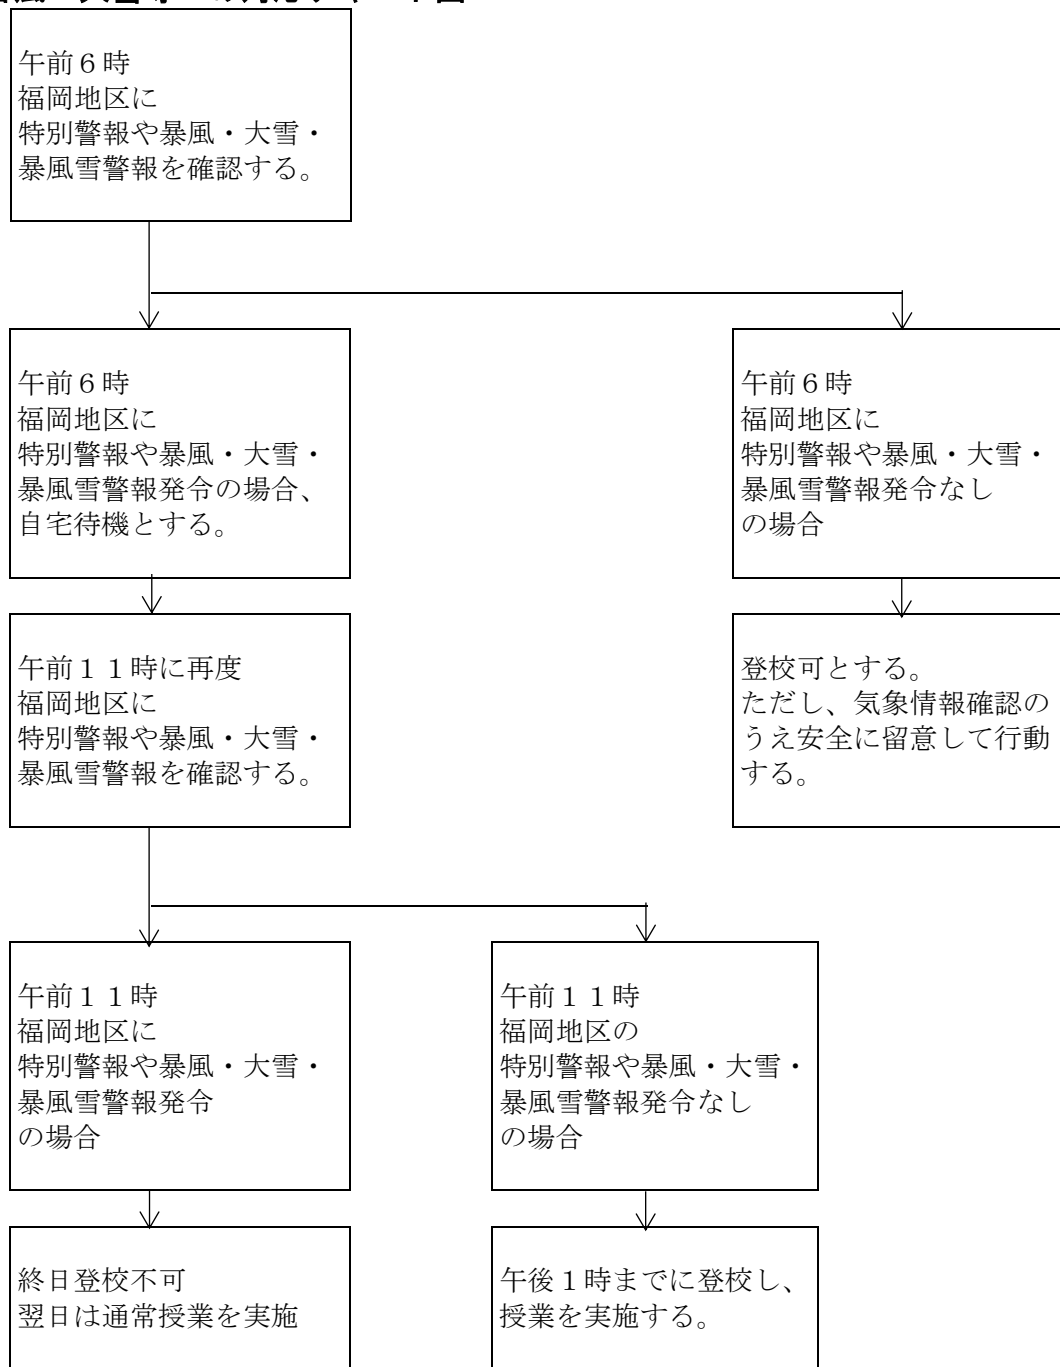 午前６時
福岡地区に
特別警報や暴風・大雪・
暴風雪警報を確認する。
午前６時
福岡地区に
特別警報や暴風・大雪・
暴風雪警報発令の場合、
自宅待機とする。
午前６時
福岡地区に
特別警報や暴風・大雪・
暴風雪警報発令なし
の場合
午前１１時に再度
福岡地区に
特別警報や暴風・大雪・
暴風雪警報を確認する。
登校可とする。
ただし、気象情報確認の
うえ安全に留意して行動
する。
午前１１時
福岡地区に
特別警報や暴風・大雪・
暴風雪警報発令
の場合
午前１１時
福岡地区の
特別警報や暴風・大雪・
暴風雪警報発令なし
の場合
終日登校不可
翌日は通常授業を実施
午後１時までに登校し、
授業を実施する。